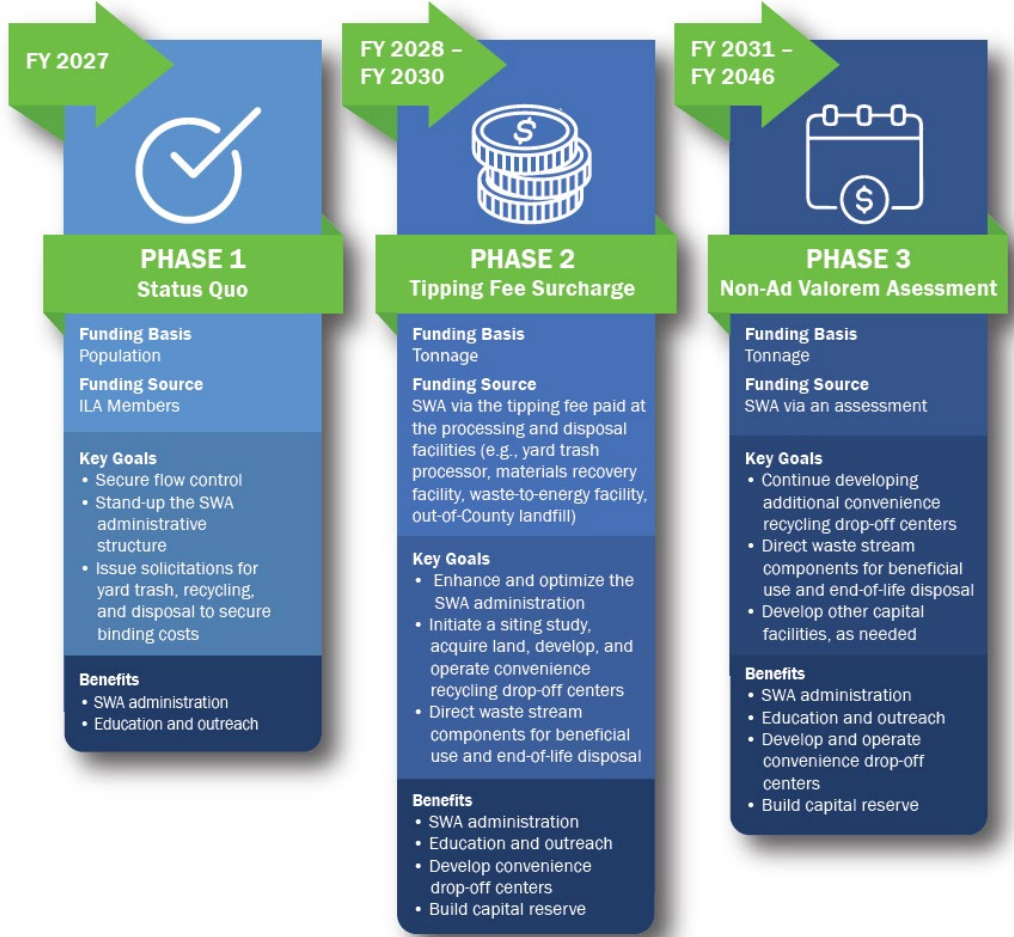 FY 2027
PHASE 1
Status Quo
Funding Basis
Population
Funding Source
ILA Members
Key Goals
• Secure flow control
• Stand-up the SWA
administrative
structure
• Issue solicitations for
yard trash, recycling,
and disposal to secure
binding costs
Benefits
• SWA administration
• Education and outreach
FY 2028 –
FY 2030
$
PHASE 2
Tipping Fee Surcharge
Funding Basis
Tonnage
Funding Source
SWA via the tipping fee paid at
the processing and disposal
facilities (e.g., yard trash
processor, materials recovery
facility, waste-to-energy facility,
out-of-County landfill)
Key Goals
• Enhance and optimize the
SWA administration
• Initiate a siting study,
acquire land, develop, and
operate convenience
recycling drop-off centers
• Direct waste stream
components for beneficial
use and end-of-life disposal
Benefits
• SWA administration
• Education and outreach
• Develop convenience
drop-off centers
• Build capital reserve
FY 2031 –
FY 2046
$
PHASE 3
Non-Ad Valorem Asessment
Funding Basis
Tonnage
Funding Source
SWA via an assessment
Key Goals
• Continue developing
additional convenience
recycling drop-off centers
• Direct waste stream
components for beneficial
use and end-of-life disposal
• Develop other capital
facilities, as needed
Benefits
• SWA administration
• Education and outreach
• Develop and operate
convenience drop-off
centers
• Build capital reserve